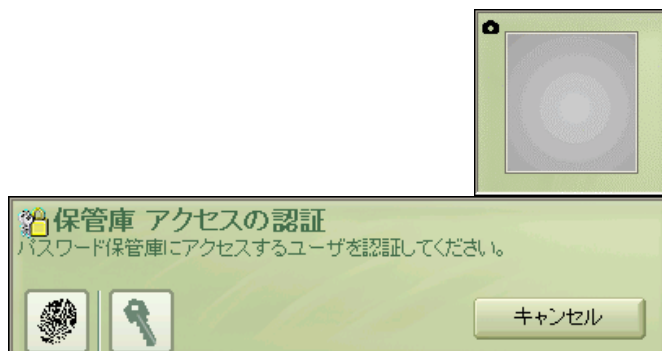 保管庫 アクセスの認証
パスワード保管庫にアクセスするユーザを認証してください。
キャンセル